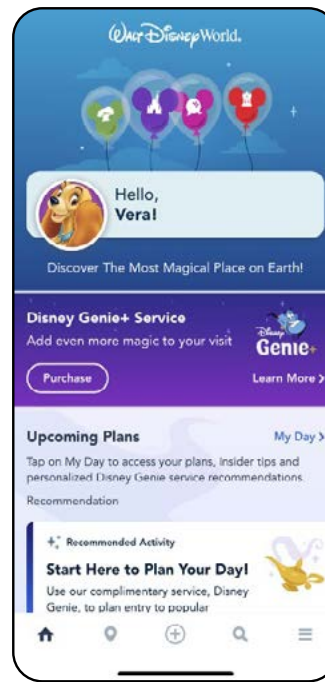 Walt Disney World.
Hello,
Vera!
Discover The Most Magical Place on Earth!
Disney Genie+ Service
Add even more magic to your visit
Disney
Genie+
Purchase
Learn More >
Upcoming Plans
My Day >
Tap on My Day to access your plans, Insider tips and
personalized Disney Genie service recommendations
Recommendation
Recommended Activity
Start Here to Plan Your Day!
Use our complimentary service, Disney
Genie, to plan entry to popular